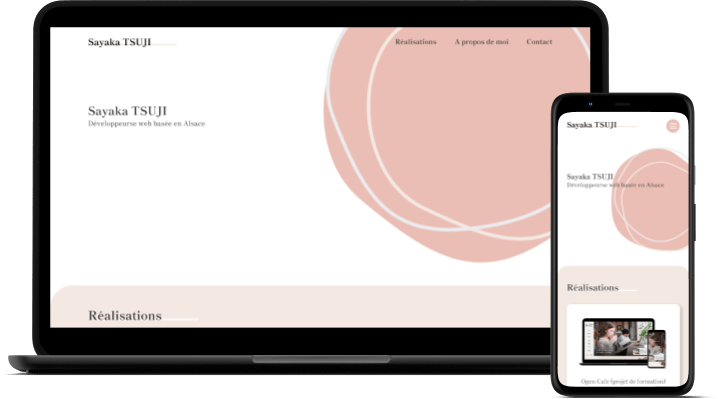 Sayaka TSUJI
Réalisations A propos de moi Contact
Sayaka TSUJI
Développeurse web basée en Alsace
Réalisations
Sayaka TSUJI
Sayaka TSUJI
Développeurse web basée en Alsace
Réalisations
Open Café (projet de formation)